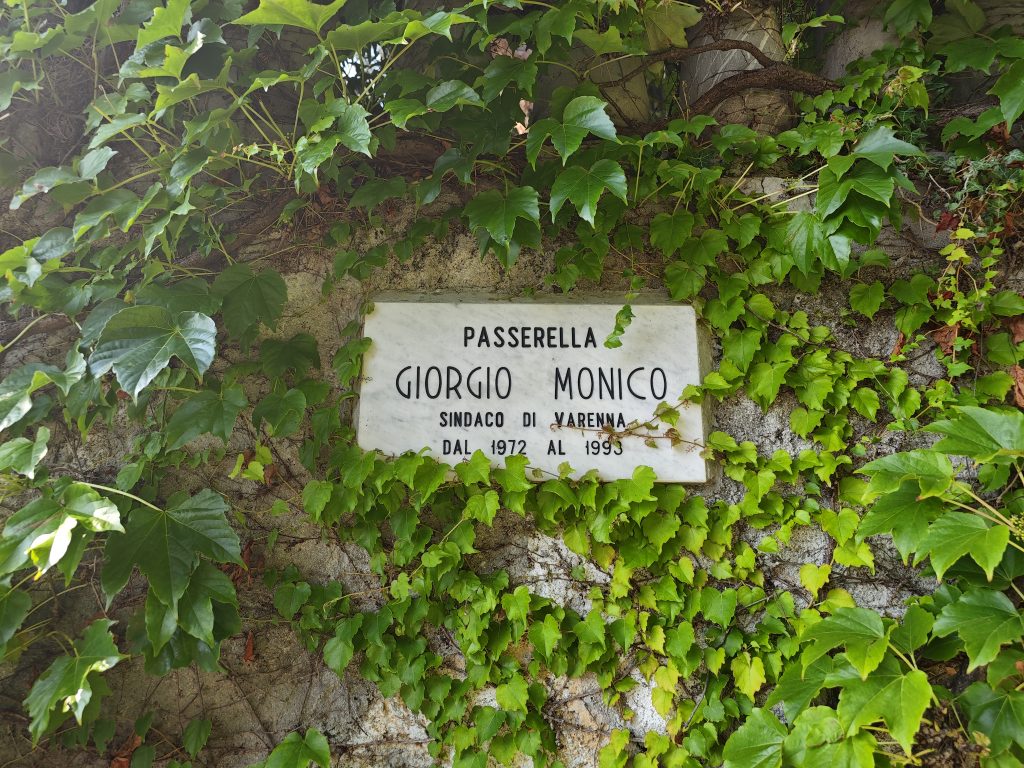 PASSERELLA
GIORGIO MONICO
SINDACO DI VARENNA
DAL 1972 AL 1993